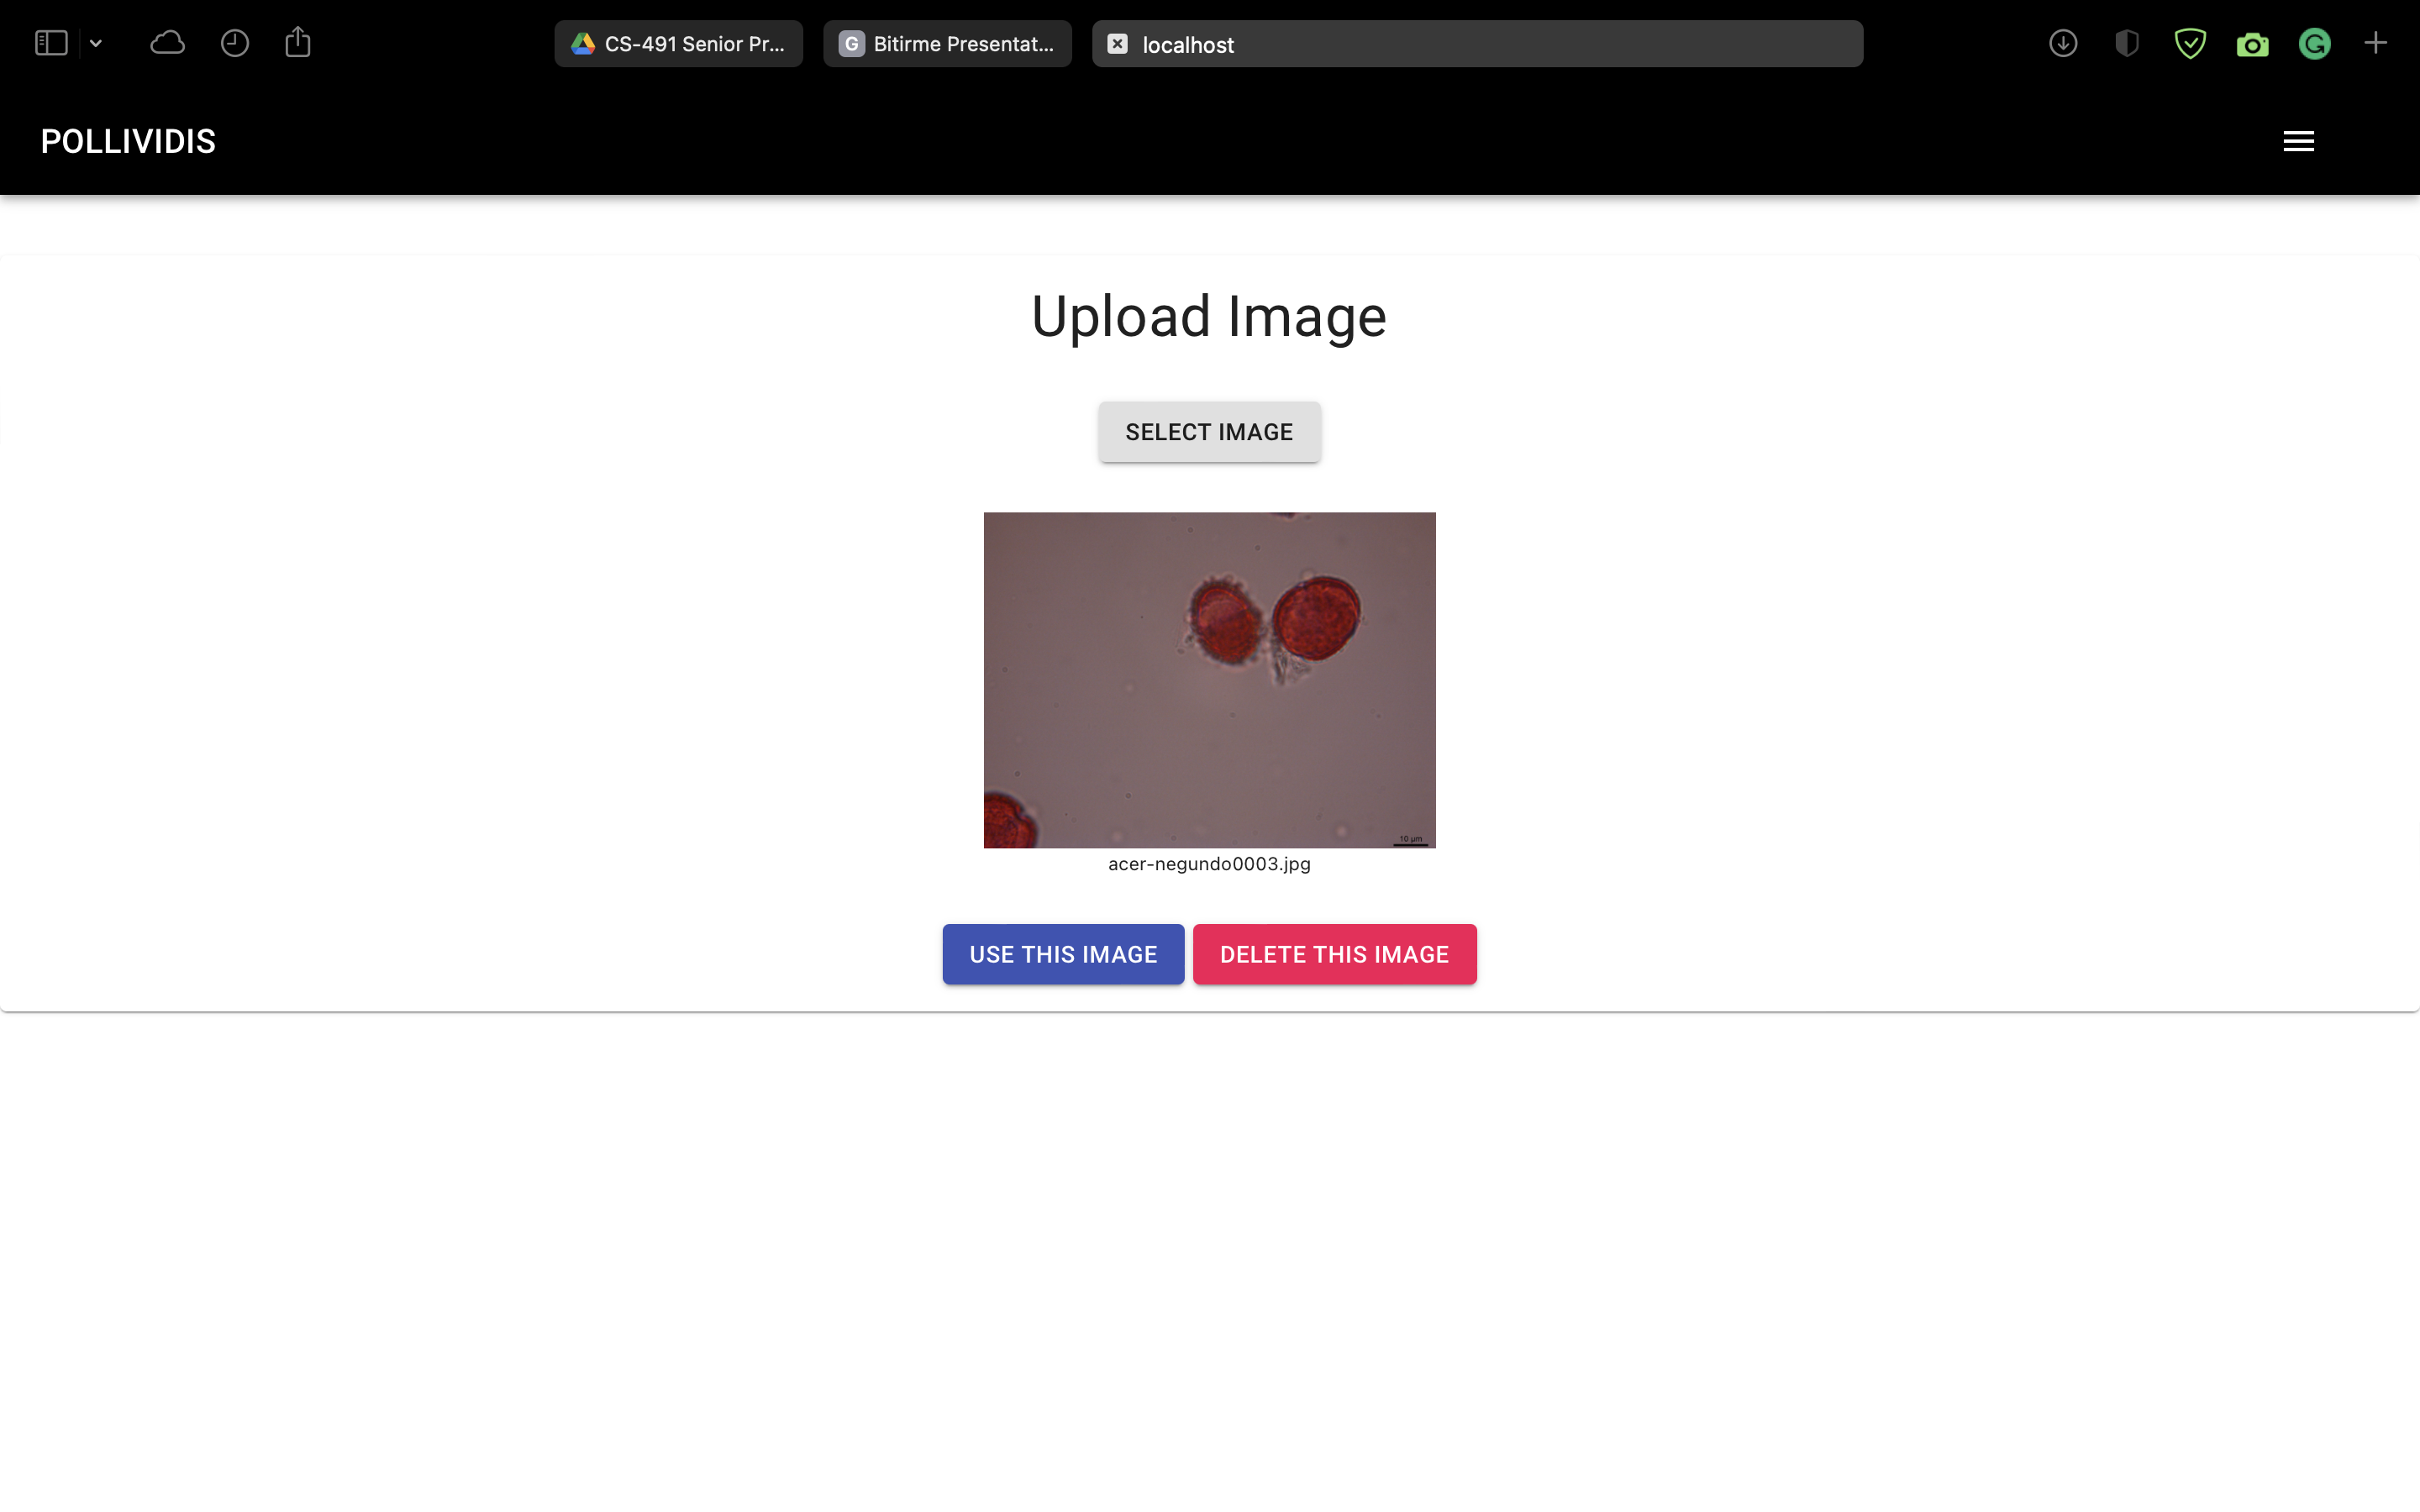 CS-491 Senior Pr...
G Bitirme Presentat...
localhost
POLLIVIDIS
Upload Image
SELECT IMAGE
10 µm
acer-negundo0003.jpg
USE THIS IMAGE
DELETE THIS IMAGE